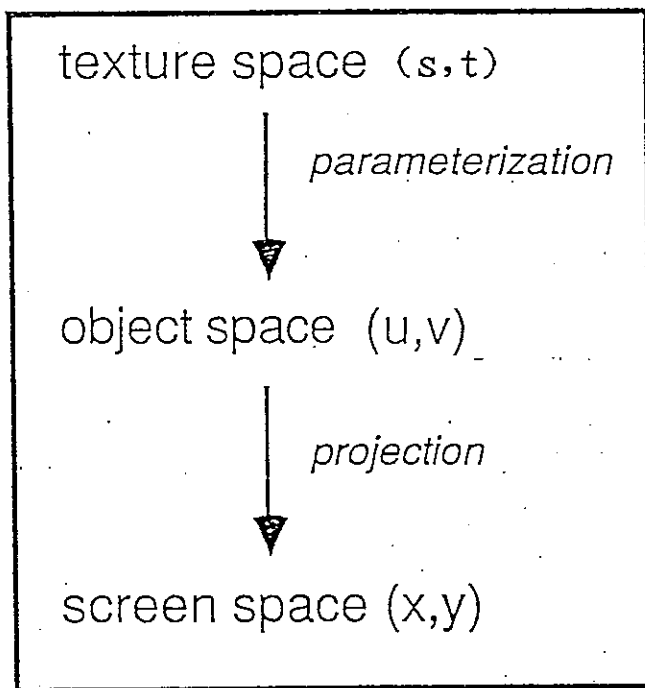 texture space (s,t)
parameterization
object space (u,v)
projection
screen space (x,y)